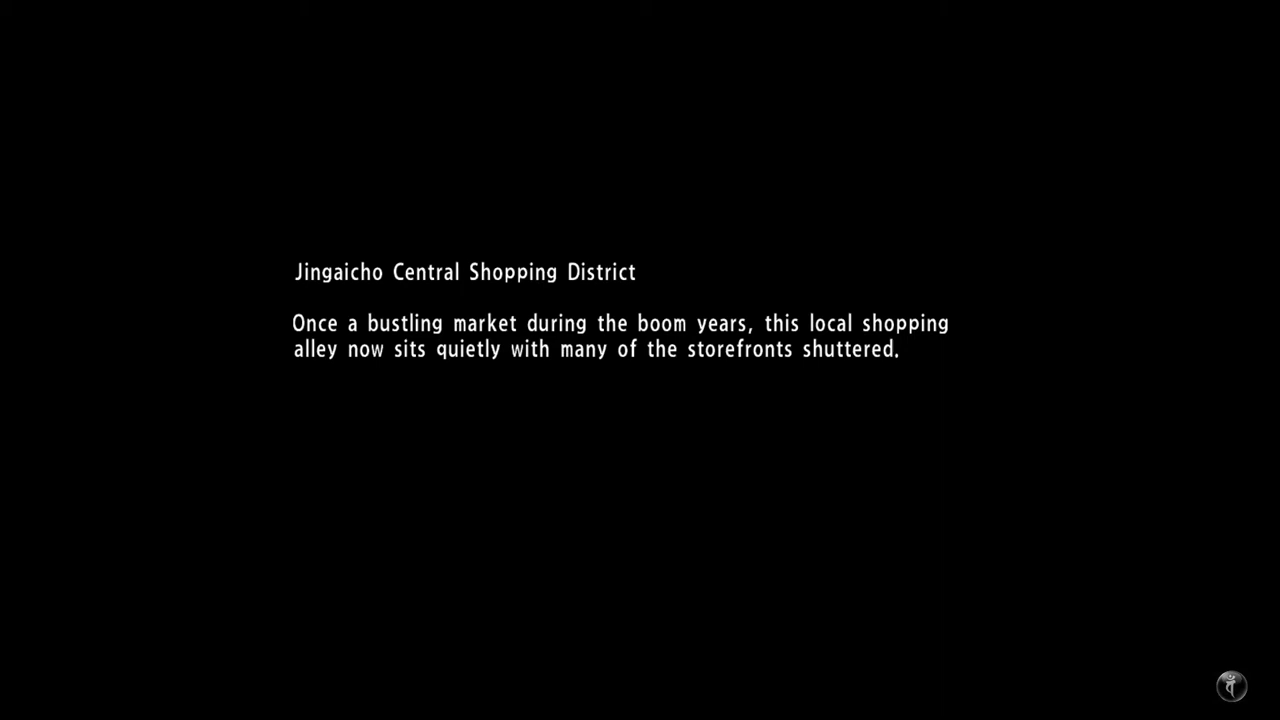 Jingaicho Central Shopping District
Once a bustling market during the boom years, this local shopping
alley now sits quietly with many of the storefronts shuttered.